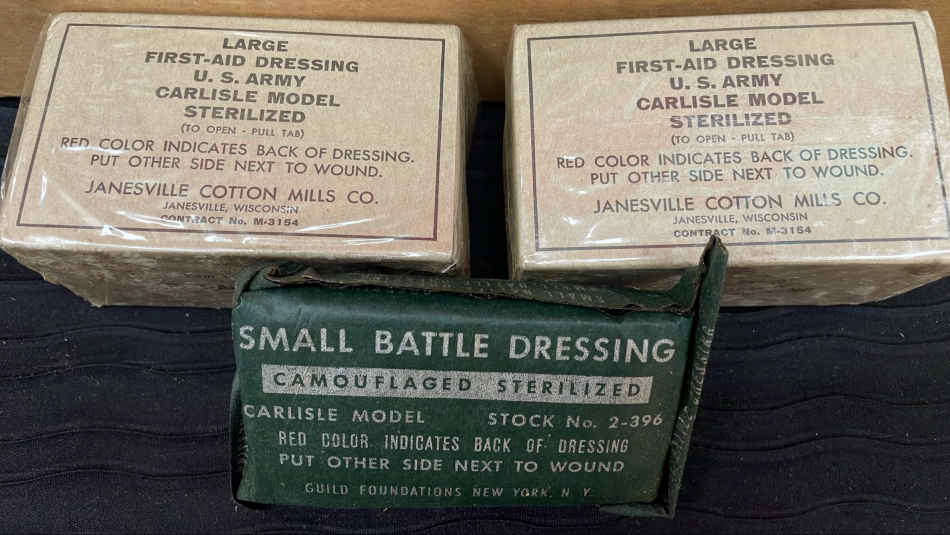 LARGE
FIRST-AID DRESSING
U. S. ARMY
CARLISLE MODEL
STERILIZED
(TO OPEN - PULL TAB)
RED COLOR INDICATES BACK OF DRESSING.
PUT OTHER SIDE NEXT TO WOUND.
JANESVILLE COTTON MILLS CO.
JANESVILLE, WISCONSIN
CONTRACT No. M-3154
LARGE
FIRST-AID DRESSING
U. S. ARMY
CARLISLE MODEL
STERILIZED
(TO OPEN - PULL TAB)
RED COLOR INDICATES BACK OF DRESSING.
PUT OTHER SIDE NEXT TO WOUND.
JANESVILLE COTTON MILLS CO.
JANESVILLE, WISCONSIN
CONTRACT No. M-3154
SMALL BATTLE DRESSING
CAMOUFLAGED STERILIZED
CARLISLE MODEL STOCK No. 2-396
RED COLOR INDICATES BACK OF DRESSING
PUT OTHER SIDE NEXT TO WOUND
GUILD FOUNDATIONS NEW YORK, N. Y.